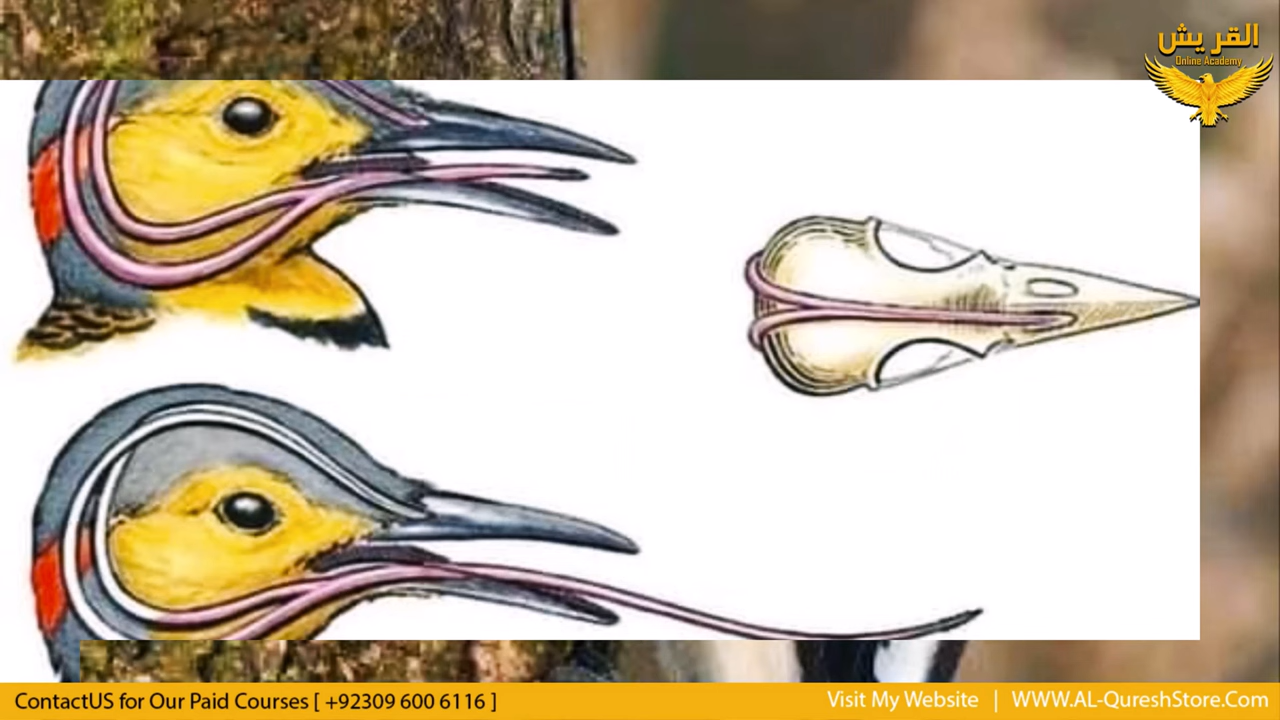 القريش
Online Academy
ContactUS for Our Paid Courses [ +92309 600 6116 ]
Visit My Website | WWW.AL-QureshStore.Com